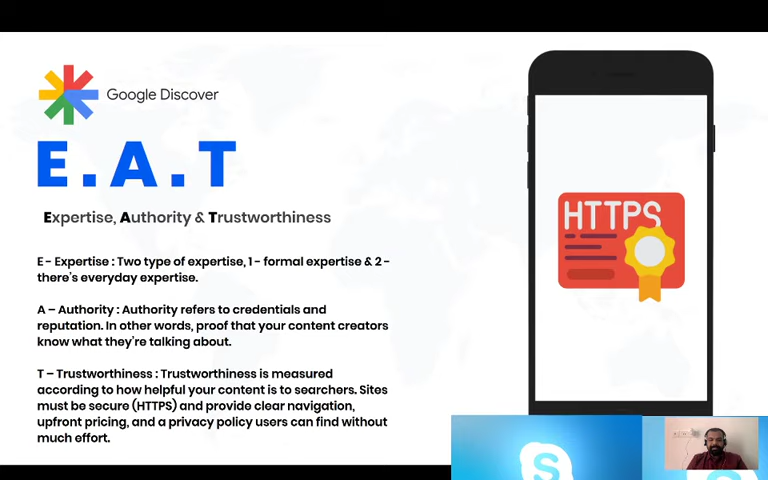 Google Discover
E.A.T
Expertise, Authority & Trustworthiness
E - Expertise : Two type of expertise, 1 - formal expertise & 2 -
there's everyday expertise.
A – Authority : Authority refers to credentials and
reputation. In other words, proof that your content creators
know what they're talking about.
T – Trustworthiness : Trustworthiness is measured
according to how helpful your content is to searchers. Sites
must be secure (HTTPS) and provide clear navigation,
upfront pricing, and a privacy policy users can find without
much effort.
HTTPS
S